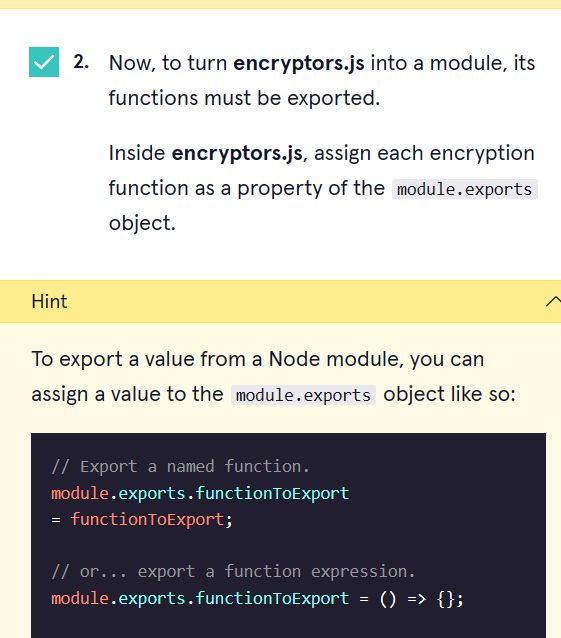 2. Now, to turn encryptors.js into a module, its
functions must be exported.
Inside encryptors.js, assign each encryption
function as a property of the module.exports
object.
Hint
To export a value from a Node module, you can
assign a value to the module.exports object like so:
// Export a named function.
module.exports.functionToExport
= functionToExport;
// or... export a function expression.
module.exports.functionToExport = () => {};